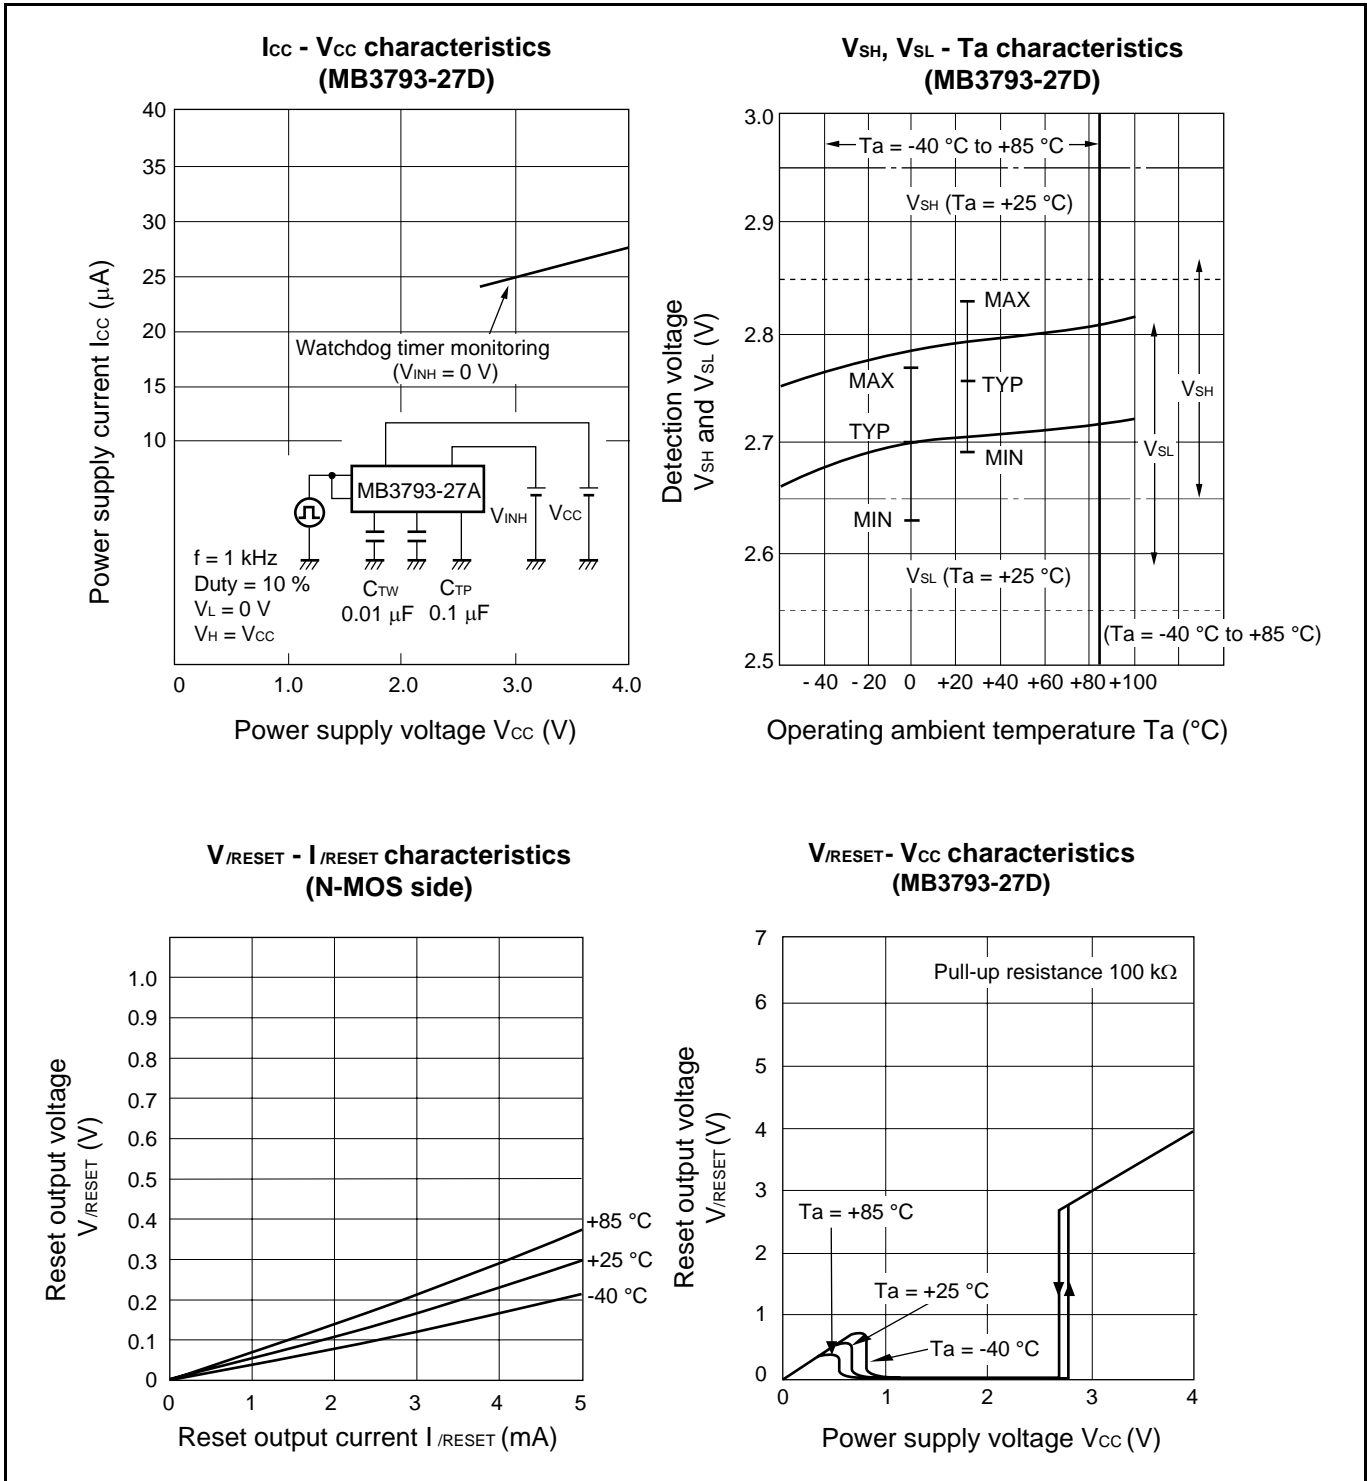 ICC - VCC characteristics
(MB3793-27D)
40
35
30
25
20
15
10
Power supply current ICC (μA)
Watchdog timer monitoring
(VINH = 0 V)
MB3793-27A
VINH
VCC
f = 1 kHz
Duty = 10 %
VL = 0 V
VH = VCC
CTW
0.01 μF
CTP
0.1 μF
0 1.0 2.0 3.0 4.0
Power supply voltage VCC (V)
VSH, VSL - Ta characteristics
(MB3793-27D)
3.0
2.9
2.8
2.7
2.6
2.5
Detection voltage
VSH and VSL (V)
Ta = -40 °C to +85 °C
VSH (Ta = +25 °C)
MAX
TYP
MIN
MAX
TYP
MIN
VSH
VSL
VSL (Ta = +25 °C)
(Ta = -40 °C to +85 °C)
- 40 - 20 0 +20 +40 +60 +80 +100
Operating ambient temperature Ta (°C)
V/RESET - I /RESET characteristics
(N-MOS side)
1.0
0.9
0.8
0.7
0.6
0.5
0.4
0.3
0.2
0.1
0
Reset output voltage
V/RESET (V)
+85 °C
+25 °C
-40 °C
0 1 2 3 4 5
Reset output current I /RESET (mA)
V/RESET- VCC characteristics
(MB3793-27D)
7
6
5
4
3
2
1
0
Reset output voltage
V/RESET (V)
Pull-up resistance 100 kΩ
Ta = +85 °C
Ta = +25 °C
Ta = -40 °C
0 1 2 3 4
Power supply voltage VCC (V)